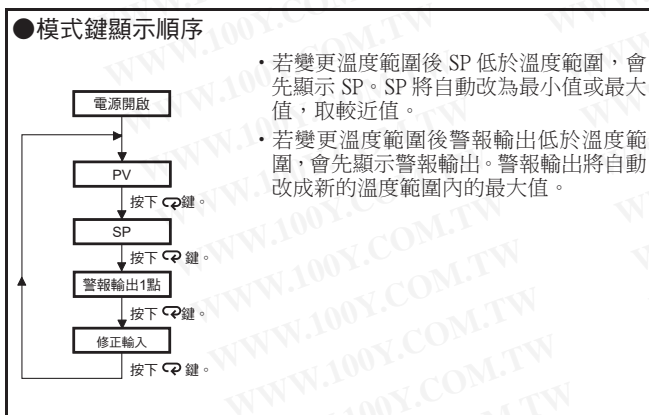 ●模式鍵顯示順序
・若變更溫度範圍後 SP 低於溫度範圍，會
先顯示 SP。SP 將自動改為最小值或最大
值，取較近值。
・若變更溫度範圍後警報輸出低於溫度範
圍，會先顯示警報輸出。警報輸出將自動
改成新的溫度範圍內的最大值。
電源開啟
PV
按下 鍵。
SP
按下 鍵。
警報輸出1點
按下 鍵。
修正輸入
按下 鍵。
WWW.100Y.COM.TW